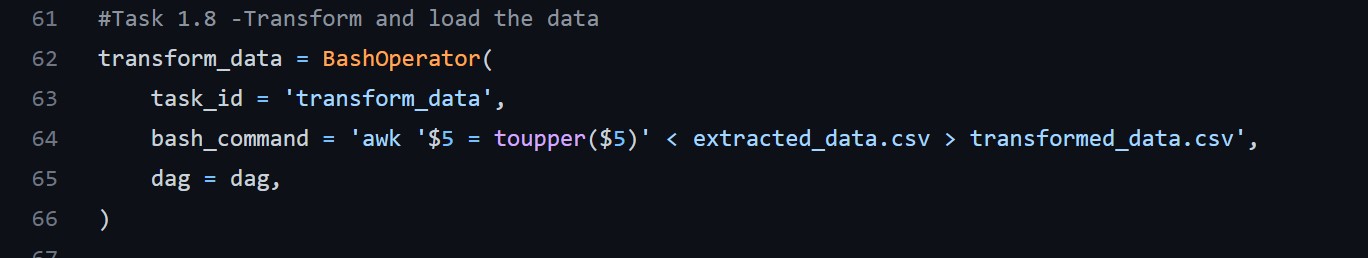 61 #Task 1.8 -Transform and load the data
62 transform_data = BashOperator(
63     task_id = 'transform_data',
64     bash_command = 'awk '$5 = toupper($5)' < extracted_data.csv > transformed_data.csv',
65     dag = dag,
66 )
67